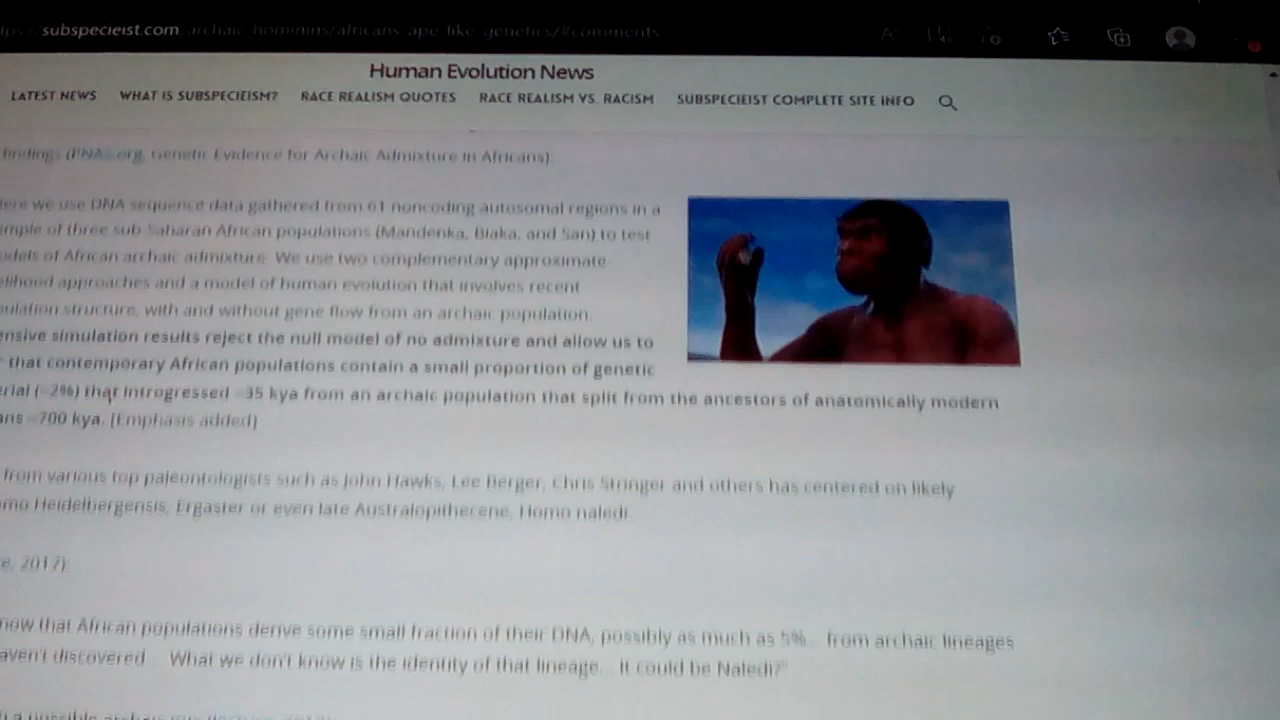 subspecieist.com/archaic-hominins/africans-ape-like-genetics/#comments
Human Evolution News
LATEST NEWS WHAT IS SUBSPECIEISM? RACE REALISM QUOTES RACE REALISM VS. RACISM SUBSPECIEIST COMPLETE SITE INFO
findings (PNAS.org, Genetic Evidence for Archaic Admixture in Africans):
Here we use DNA sequence data gathered from 61 noncoding autosomal regions in a
mple of three sub-Saharan African populations (Mandenka, Biaka, and San) to test
odels of African archaic admixture. We use two complementary approximate
elihood approaches and a model of human evolution that involves recent
pulation structure, with and without gene flow from an archaic population.
ensive simulation results reject the null model of no admixture and allow us to
that contemporary African populations contain a small proportion of genetic
erial (~2%) that introgressed ~35 kya from an archaic population that split from the ancestors of anatomically modern
ans ~700 kya. [Emphasis added]
from various top paleontologists such as John Hawks, Lee Berger, Chris Stringer and others has centered on likely
mo Heidelbergensis, Ergaster or even late Australopithecene, Homo naledi.
e, 2017):
now that African populations derive some small fraction of their DNA, possibly as much as 5%... from archaic lineages
aven't discovered... What we don't know is the identity of that lineage... It could be Naledi?"
a possible